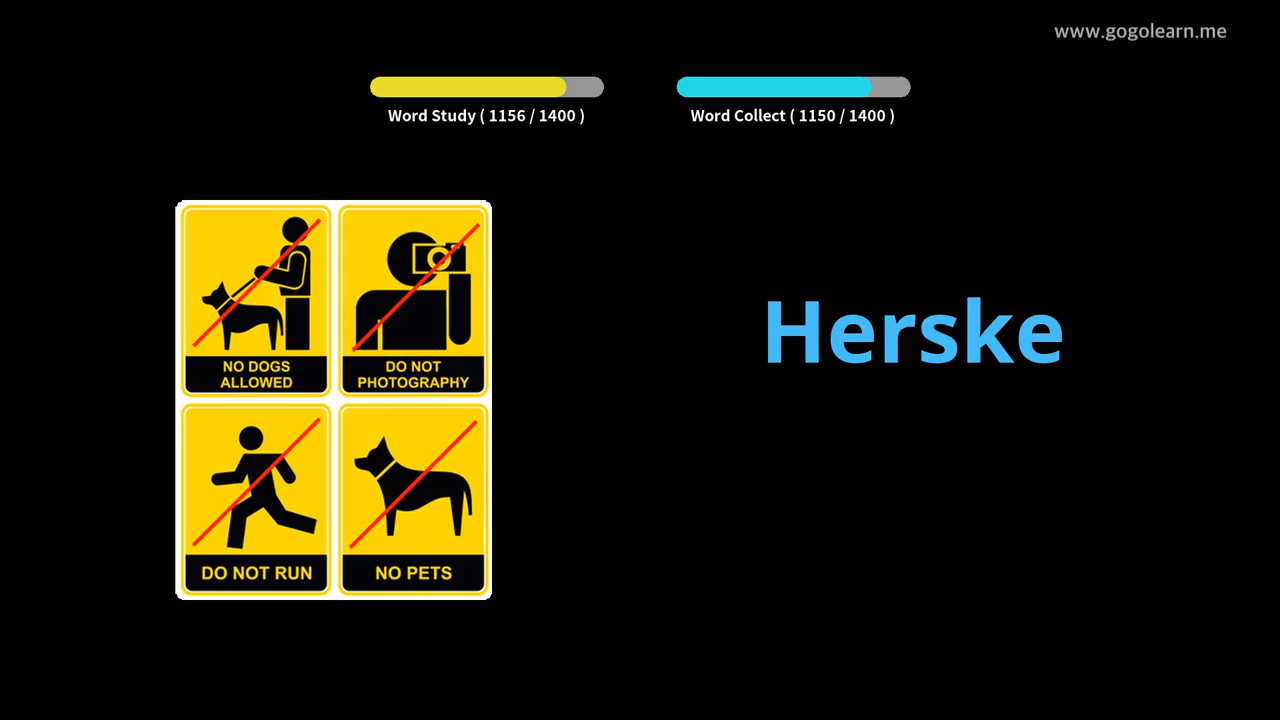 www.gogolearn.me
Word Study ( 1156 / 1400 )
Word Collect ( 1150 / 1400 )
NO DOGS
ALLOWED
DO NOT
PHOTOGRAPHY
Herske
DO NOT RUN
NO PETS